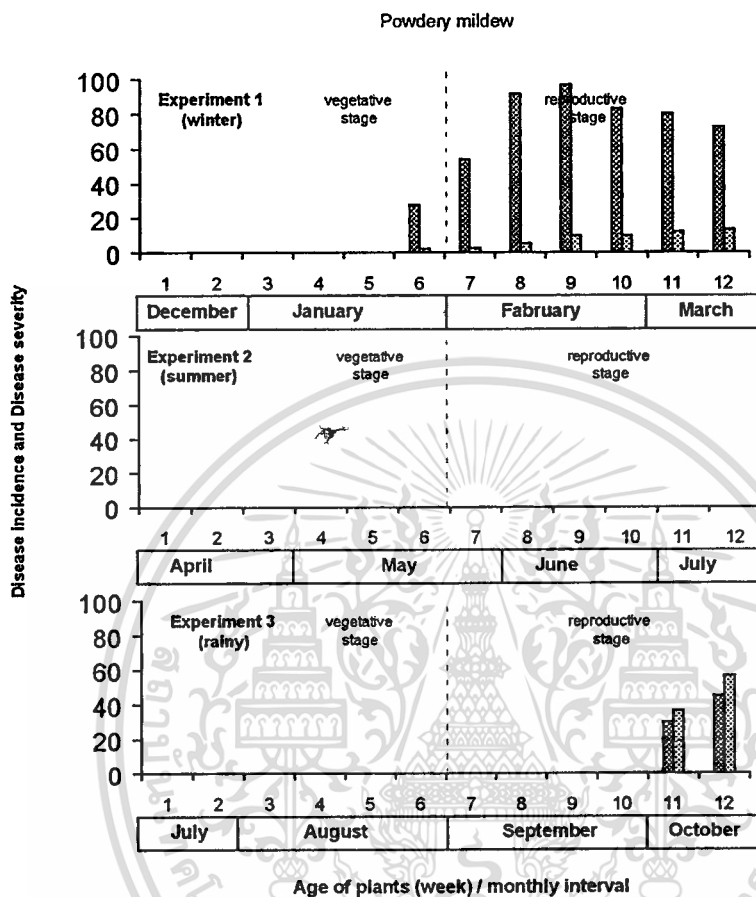 Powdery mildew
Disease incidence and Disease severity
100
80
60
40
20
0
Experiment 1
(winter)
vegetative
stage
reproductive
stage
1 2 3 4 5 6 7 8 9 10 11 12
December January Fabruary March
100
80
60
40
20
0
Experiment 2
(summer)
vegetative
stage
reproductive
stage
1 2 3 4 5 6 7 8 9 10 11 12
April May June July
100
80
60
40
20
0
Experiment 3
(rainy)
vegetative
stage
reproductive
stage
1 2 3 4 5 6 7 8 9 10 11 12
July August September October
Age of plants (week) / monthly interval